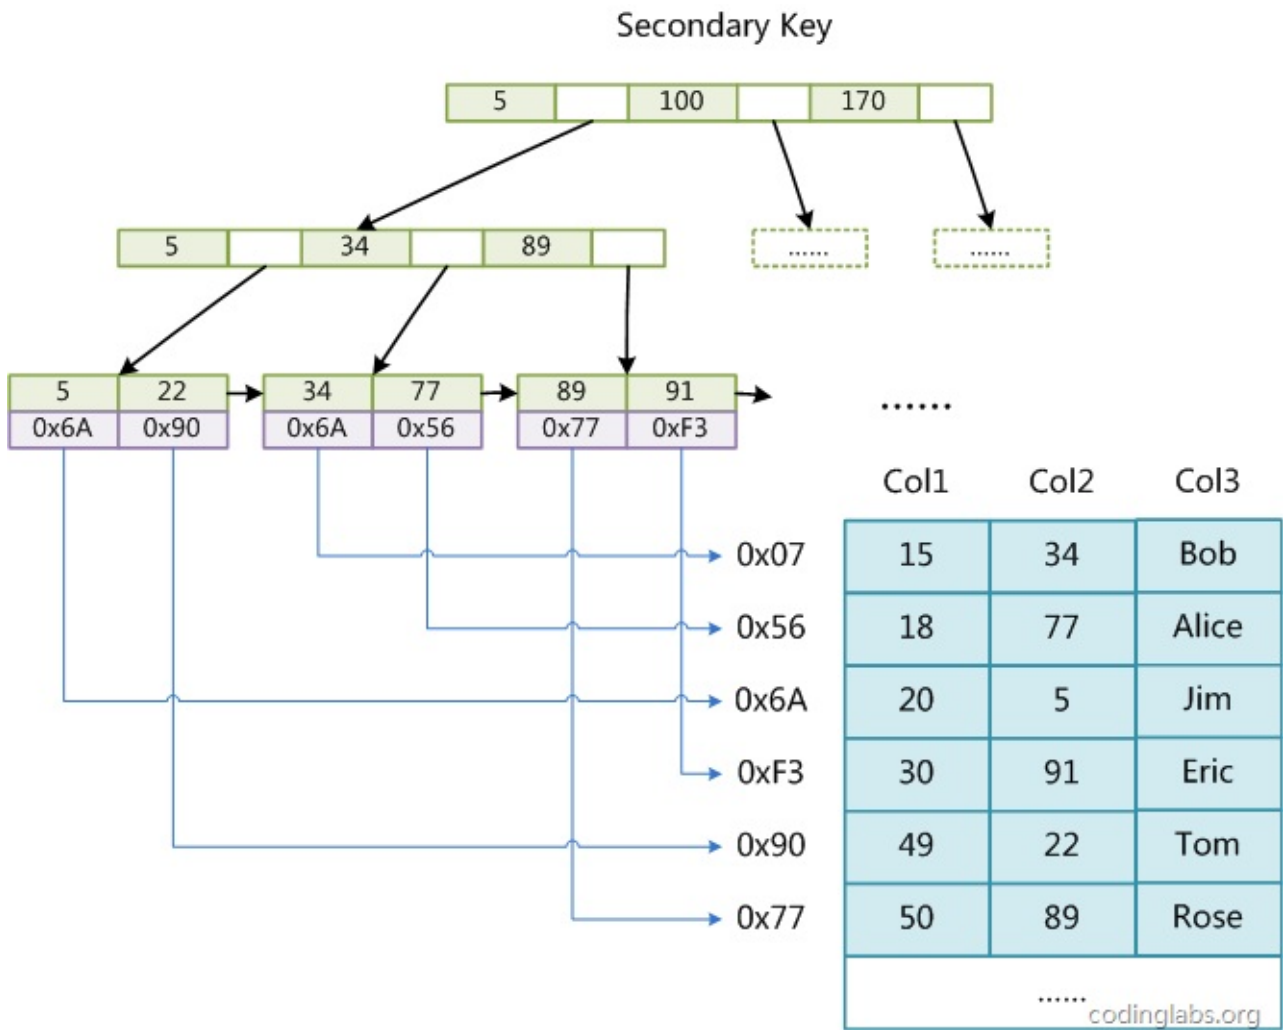 Secondary Key
5 100 170
5 34 89
...... ......
5 22 34 77 89 91
0x6A 0x90 0x6A 0x56 0x77 0xF3
......
Col1 Col2 Col3
0x07 15 34 Bob
0x56 18 77 Alice
0x6A 20 5 Jim
0xF3 30 91 Eric
0x90 49 22 Tom
0x77 50 89 Rose
......
codinglabs.org